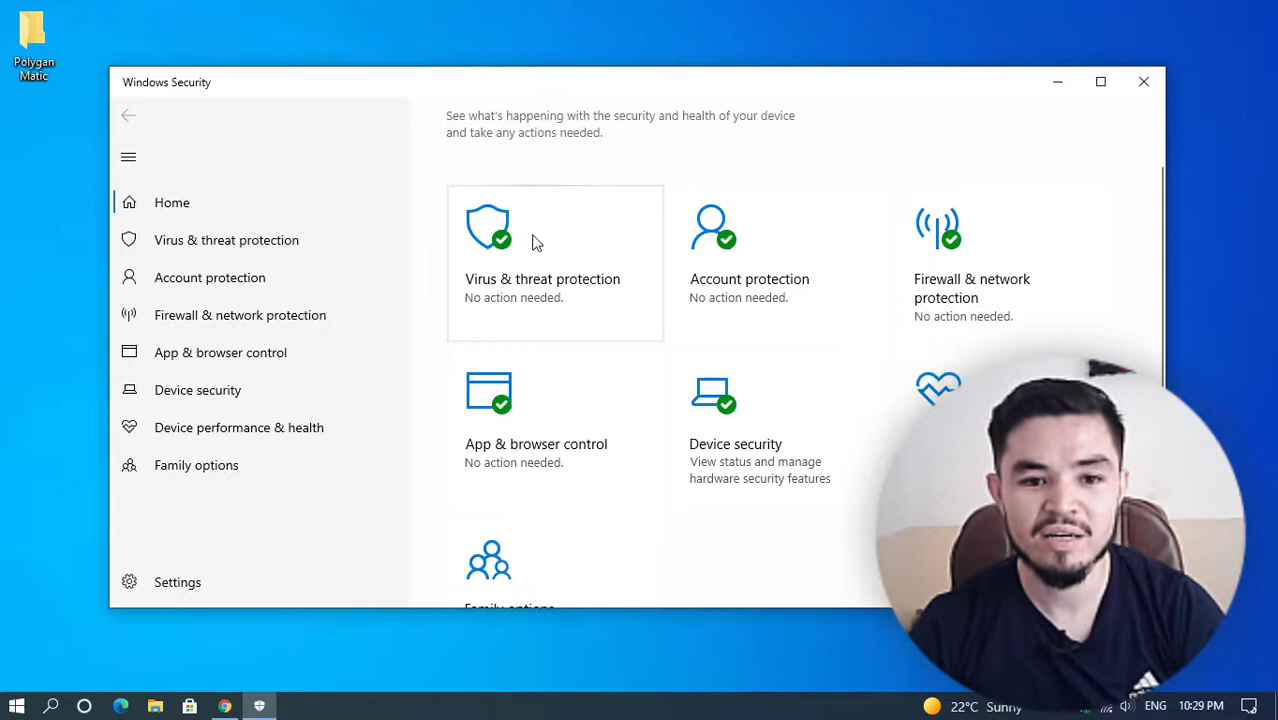 Polygan
Matic
Windows Security
See what's happening with the security and health of your device
and take any actions needed.
Home
Virus & threat protection
Account protection
Firewall & network protection
App & browser control
Device security
Device performance & health
Family options
Settings
Virus & threat protection
No action needed.
Account protection
No action needed.
Firewall & network
protection
No action needed.
App & browser control
No action needed.
Device security
View status and manage
hardware security features
Family options
22°C Sunny
ENG
10:29 PM